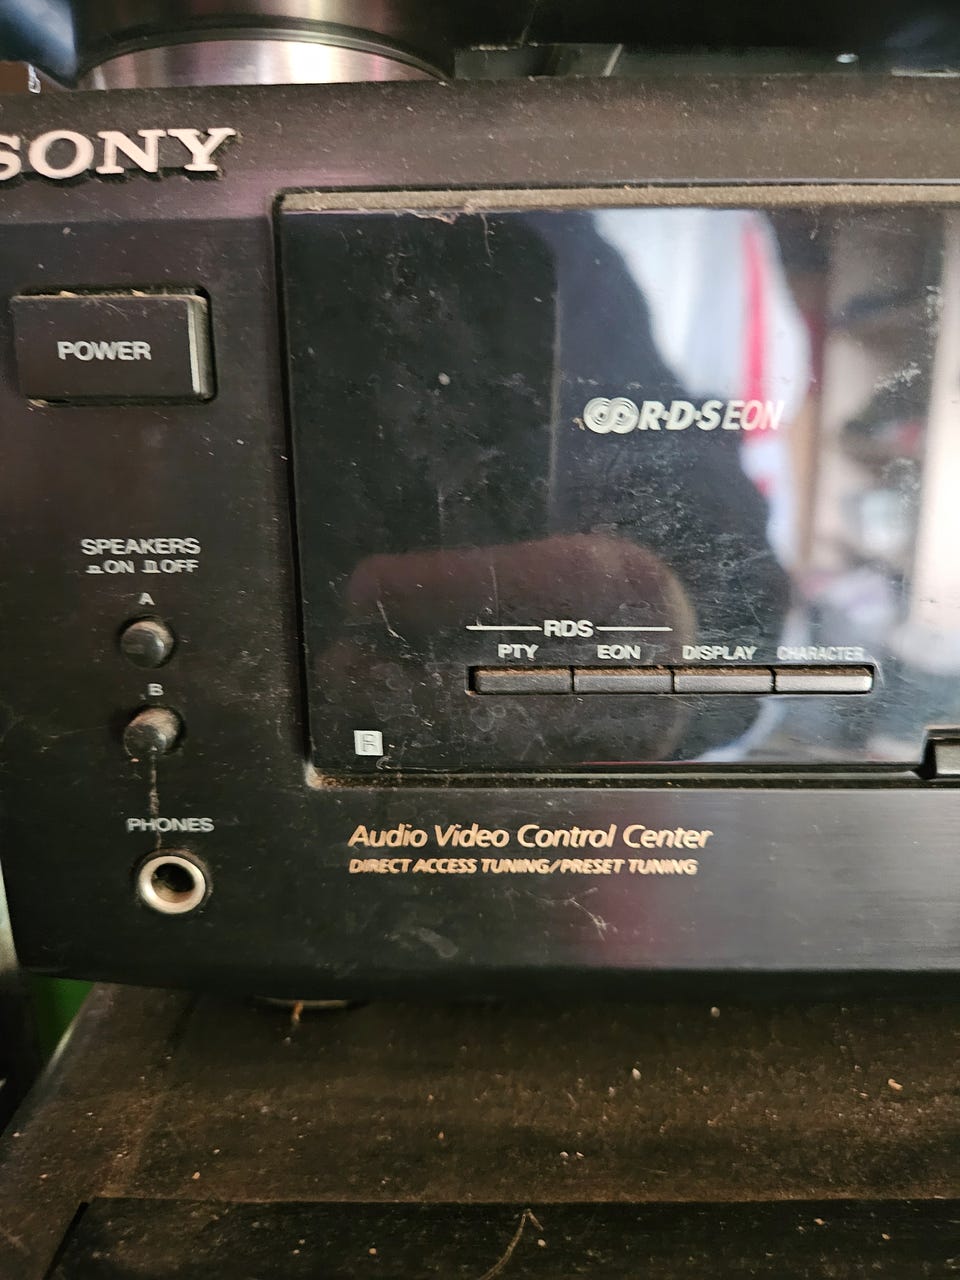 SONY
POWER
R·D·S EON
SPEAKERS
ON OFF
A
RDS
PTY EON DISPLAY CHARACTER
B
R
PHONES
Audio Video Control Center
DIRECT ACCESS TUNING/PRESET TUNING